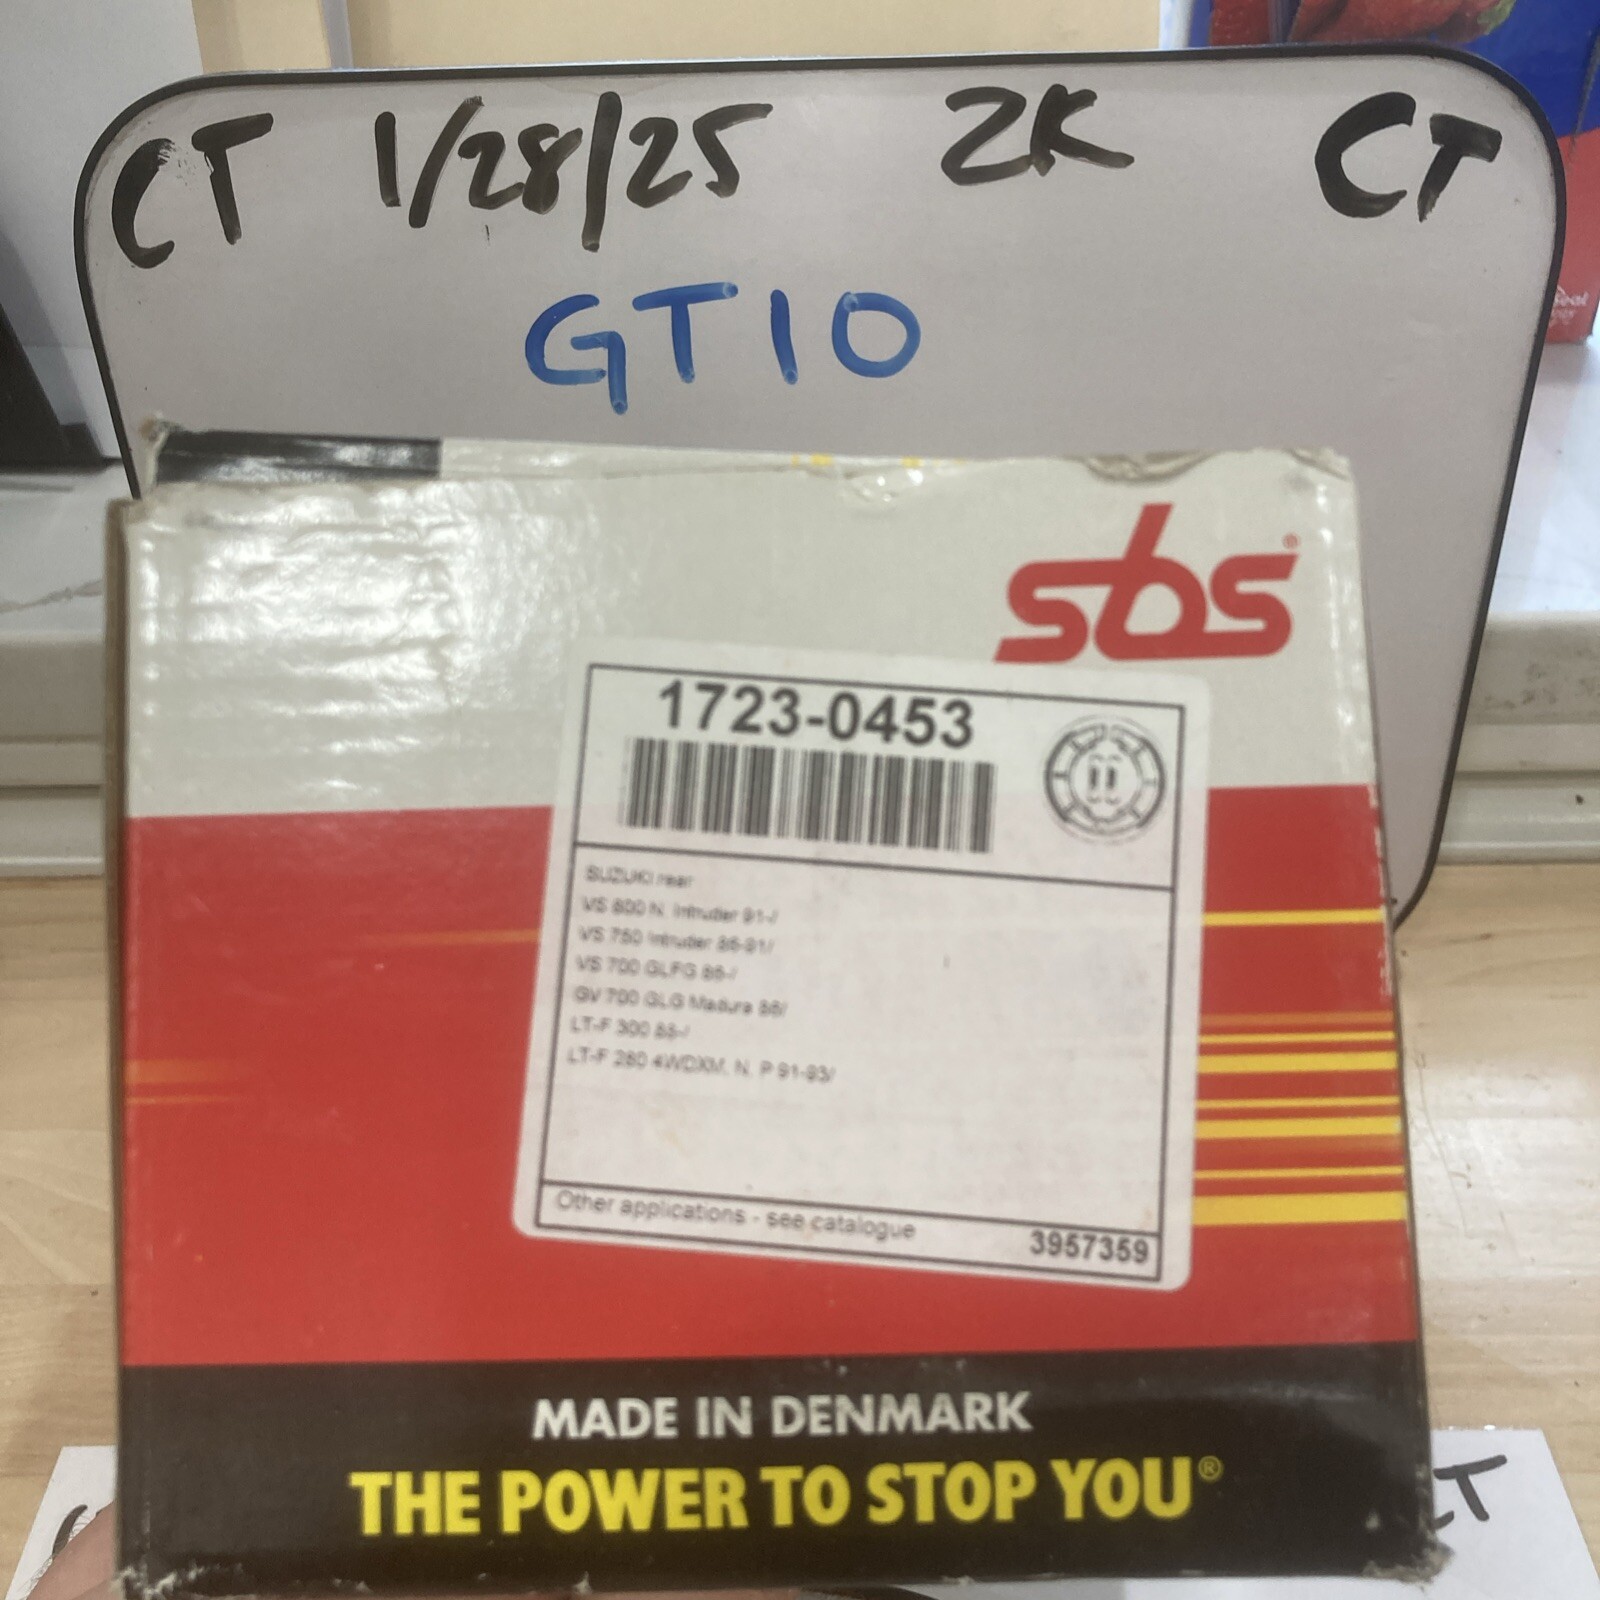 CT 1/28/25 ZK CT
GT10
sbs®
1723-0453
SUZUKI rear
VS 800 N. Intruder 91-/
VS 750 Intruder 86-91/
VS 700 GLFG 86-/
GV 700 GLG Madura 86/
LT-F 300
LT-F 280 4WDXM, N, P 91-93/
Other applications - see catalogue
3957359
MADE IN DENMARK
THE POWER TO STOP YOU®